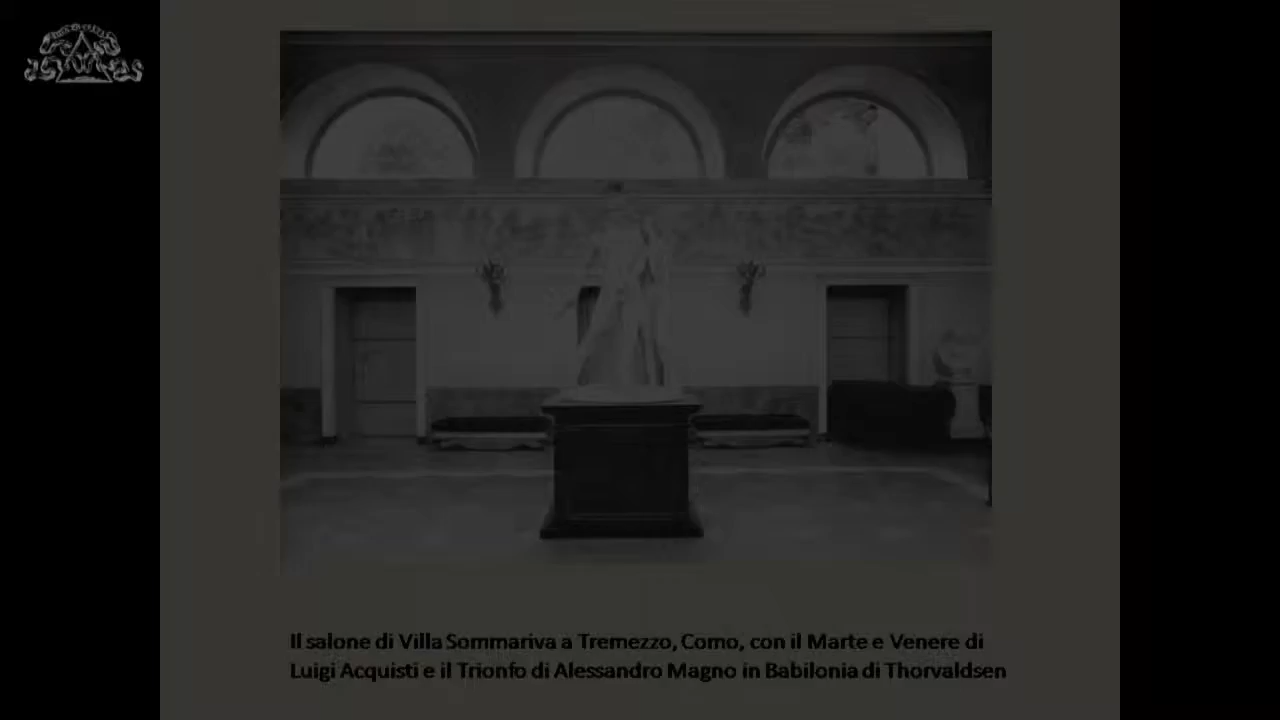 Il salone di Villa Sommariva a Tremezzo, Como, con il Marte e Venere di
Luigi Acquisti e il Trionfo di Alessandro Magno in Babilonia di Thorvaldsen